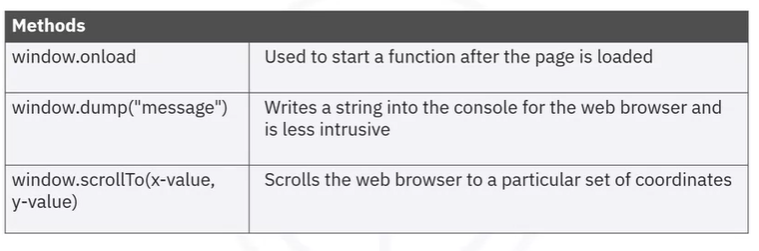 Methods
window.onload
Used to start a function after the page is loaded
window.dump("message")
Writes a string into the console for the web browser and
is less intrusive
window.scrollTo(x-value,
y-value)
Scrolls the web browser to a particular set of coordinates